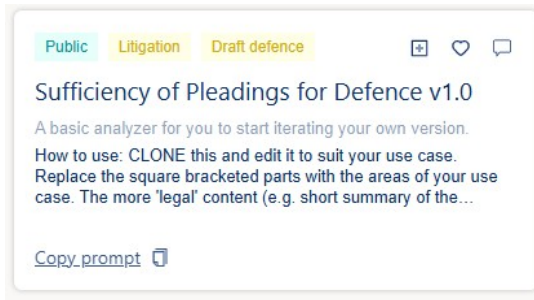 Public Litigation Draft defence
Sufficiency of Pleadings for Defence v1.0
A basic analyzer for you to start iterating your own version.
How to use: CLONE this and edit it to suit your use case.
Replace the square bracketed parts with the areas of your use
case. The more 'legal' content (e.g. short summary of the...
Copy prompt